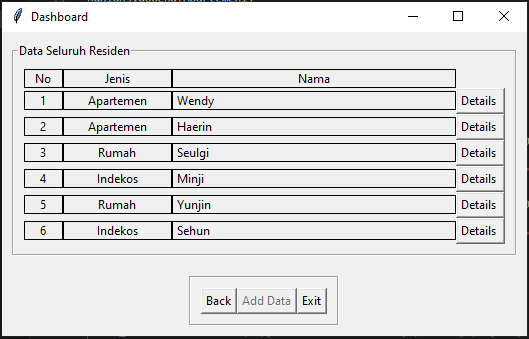 Dashboard
Data Seluruh Residen
No Jenis Nama
1 Apartemen Wendy Details
2 Apartemen Haerin Details
3 Rumah Seulgi Details
4 Indekos Minji Details
5 Rumah Yunjin Details
6 Indekos Sehun Details
Back Add Data Exit